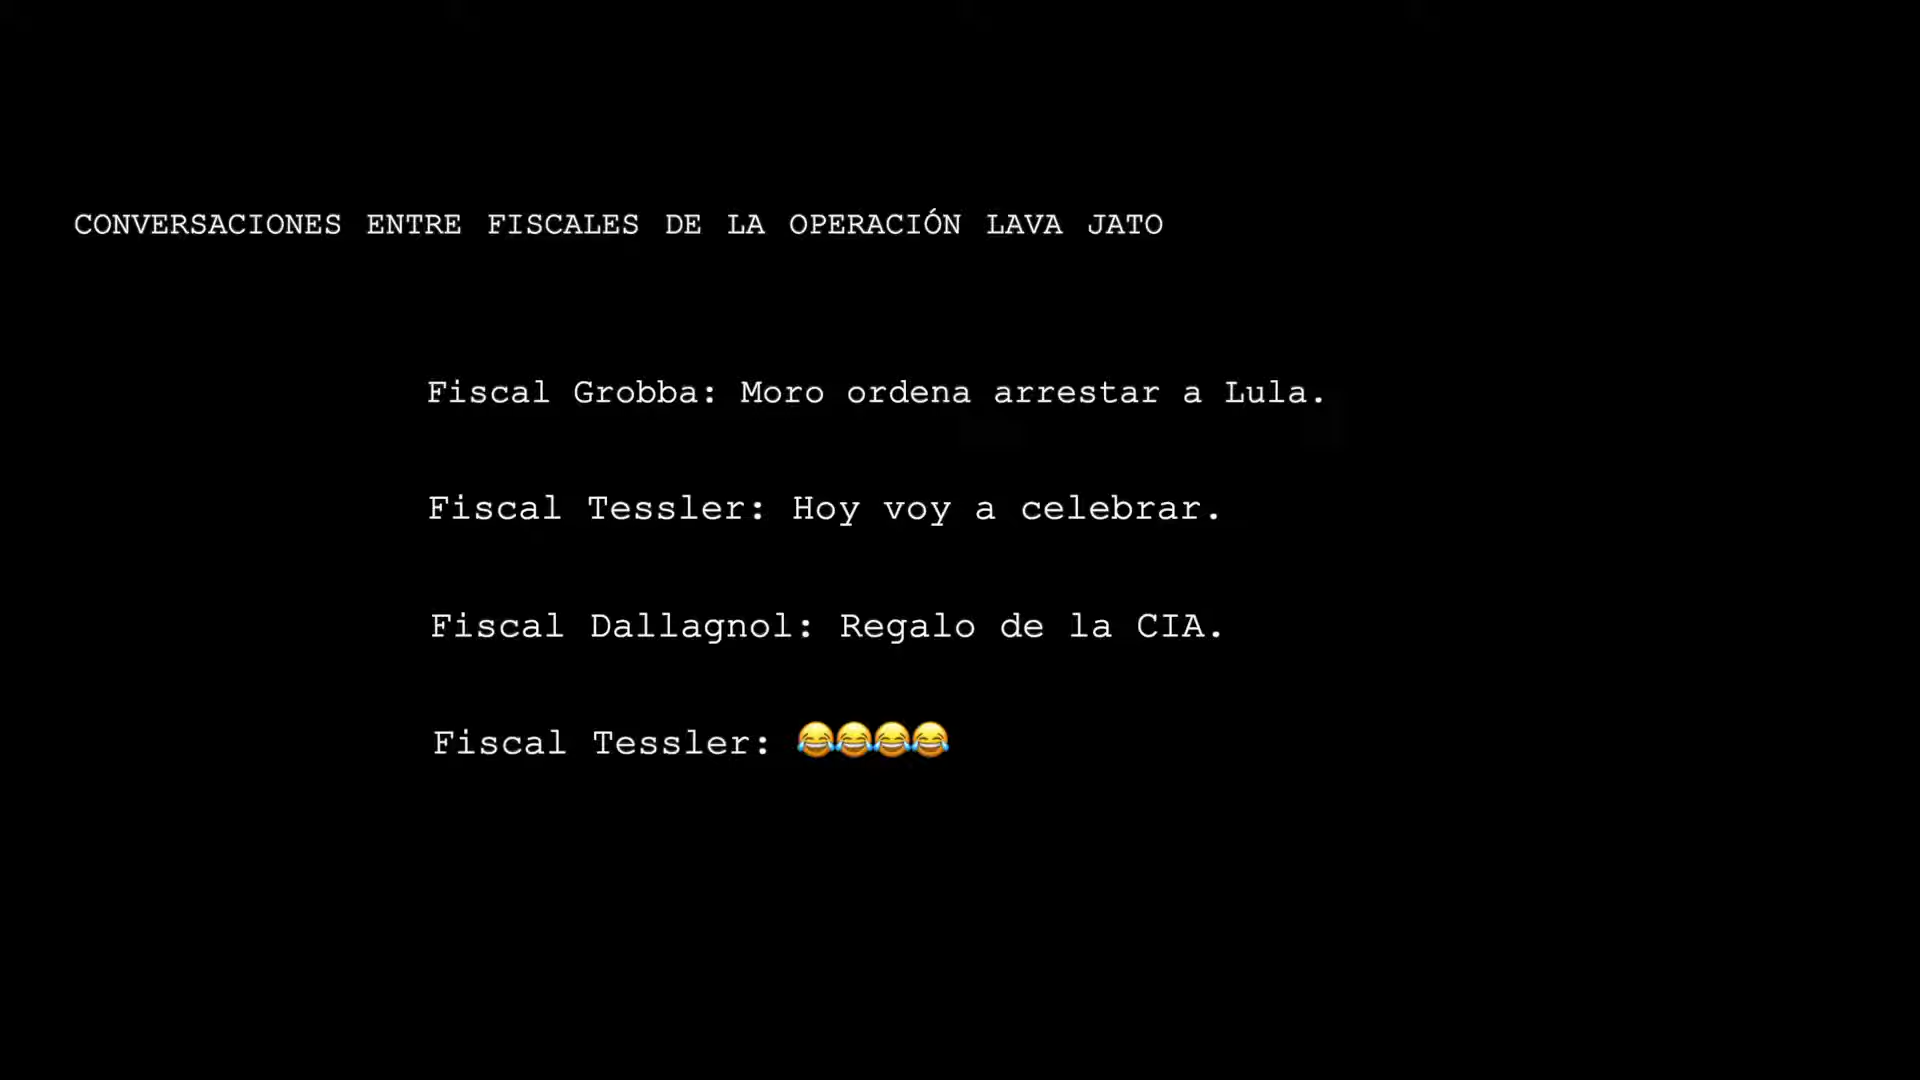 CONVERSACIONES ENTRE FISCALES DE LA OPERACIÓN LAVA JATO
Fiscal Grobba: Moro ordena arrestar a Lula.
Fiscal Tessler: Hoy voy a celebrar.
Fiscal Dallagnol: Regalo de la CIA.
Fiscal Tessler: 😂😂😂😂